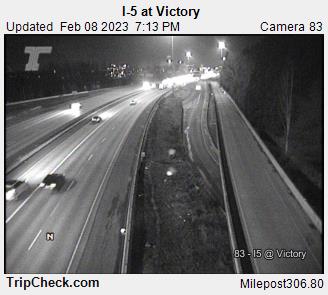 I-5 at Victory
Updated  Feb 08 2023  7:13 PM
Camera 83
T
N
83 - I5 @ Victory
TripCheck.com
Milepost306.80